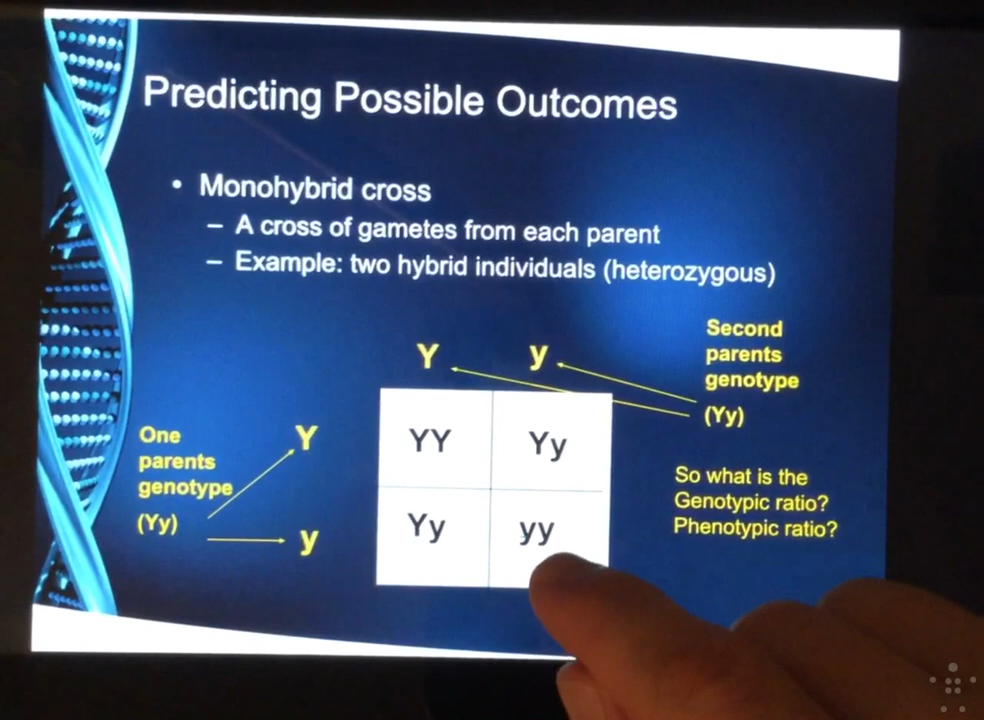 Predicting Possible Outcomes
• Monohybrid cross
– A cross of gametes from each parent
– Example: two hybrid individuals (heterozygous)
Second
parents
genotype
(Yy)
Y y
One
parents
genotype
(Yy)
Y
y
YY Yy
Yy yy
So what is the
Genotypic ratio?
Phenotypic ratio?